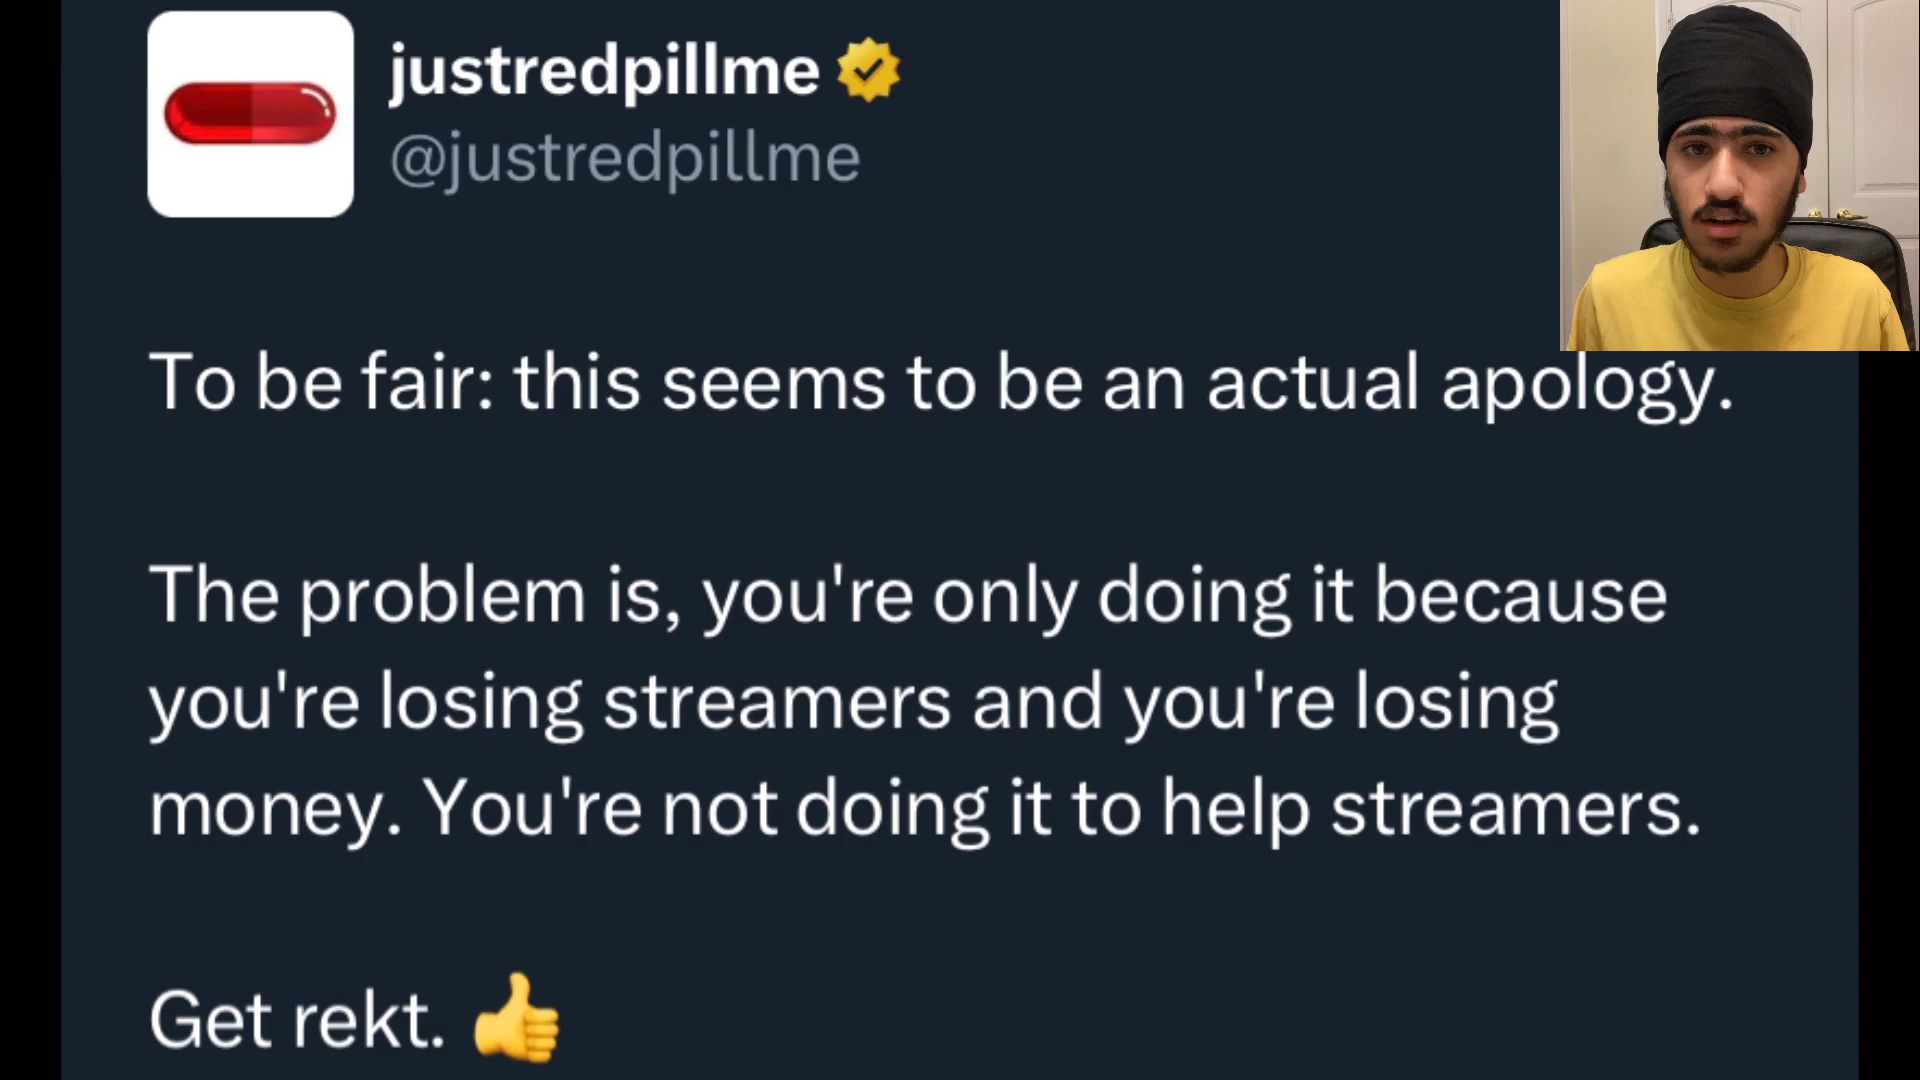 justredpillme
@justredpillme
To be fair: this seems to be an actual apology.
The problem is, you're only doing it because
you're losing streamers and you're losing
money. You're not doing it to help streamers.
Get rekt. 👍